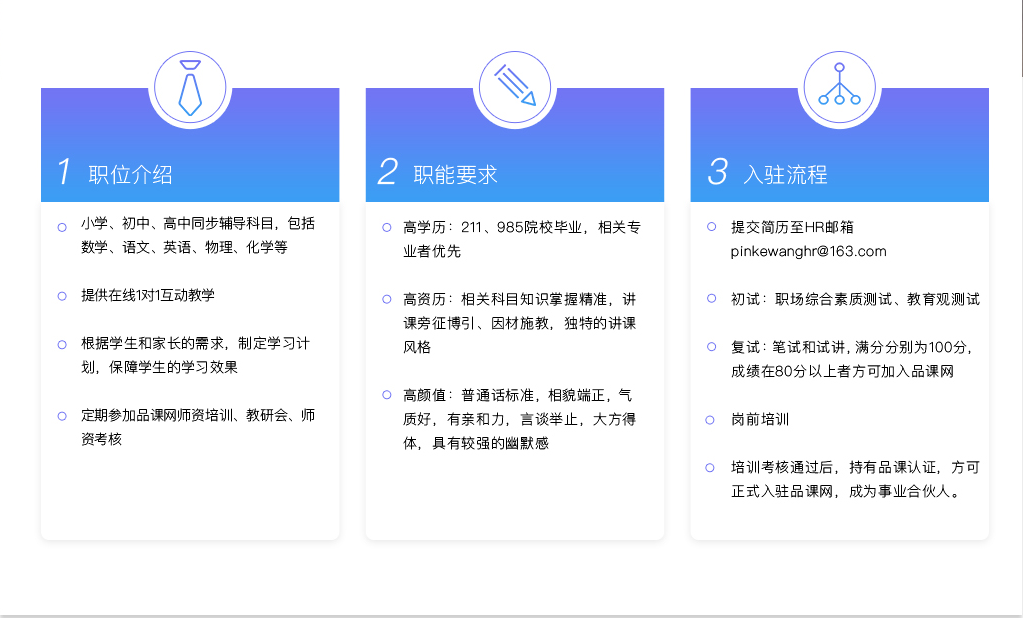 1 职位介绍
小学、初中、高中同步辅导科目，包括
数学、语文、英语、物理、化学等
提供在线1对1互动教学
根据学生和家长的需求，制定学习计
划，保障学生的学习效果
定期参加品课网师资培训、教研会、师
资考核
2 职能要求
高学历：211、985院校毕业，相关专
业者优先
高资历：相关科目知识掌握精准，讲
课旁征博引、因材施教，独特的讲课
风格
高颜值：普通话标准，相貌端正，气
质好，有亲和力，言谈举止，大方得
体，具有较强的幽默感
3 入驻流程
提交简历至HR邮箱
pinkewanghr@163.com
初试：职场综合素质测试、教育观测试
复试：笔试和试讲，满分分别为100分，
成绩在80分以上者方可加入品课网
岗前培训
培训考核通过后，持有品课认证，方可
正式入驻品课网，成为事业合伙人。